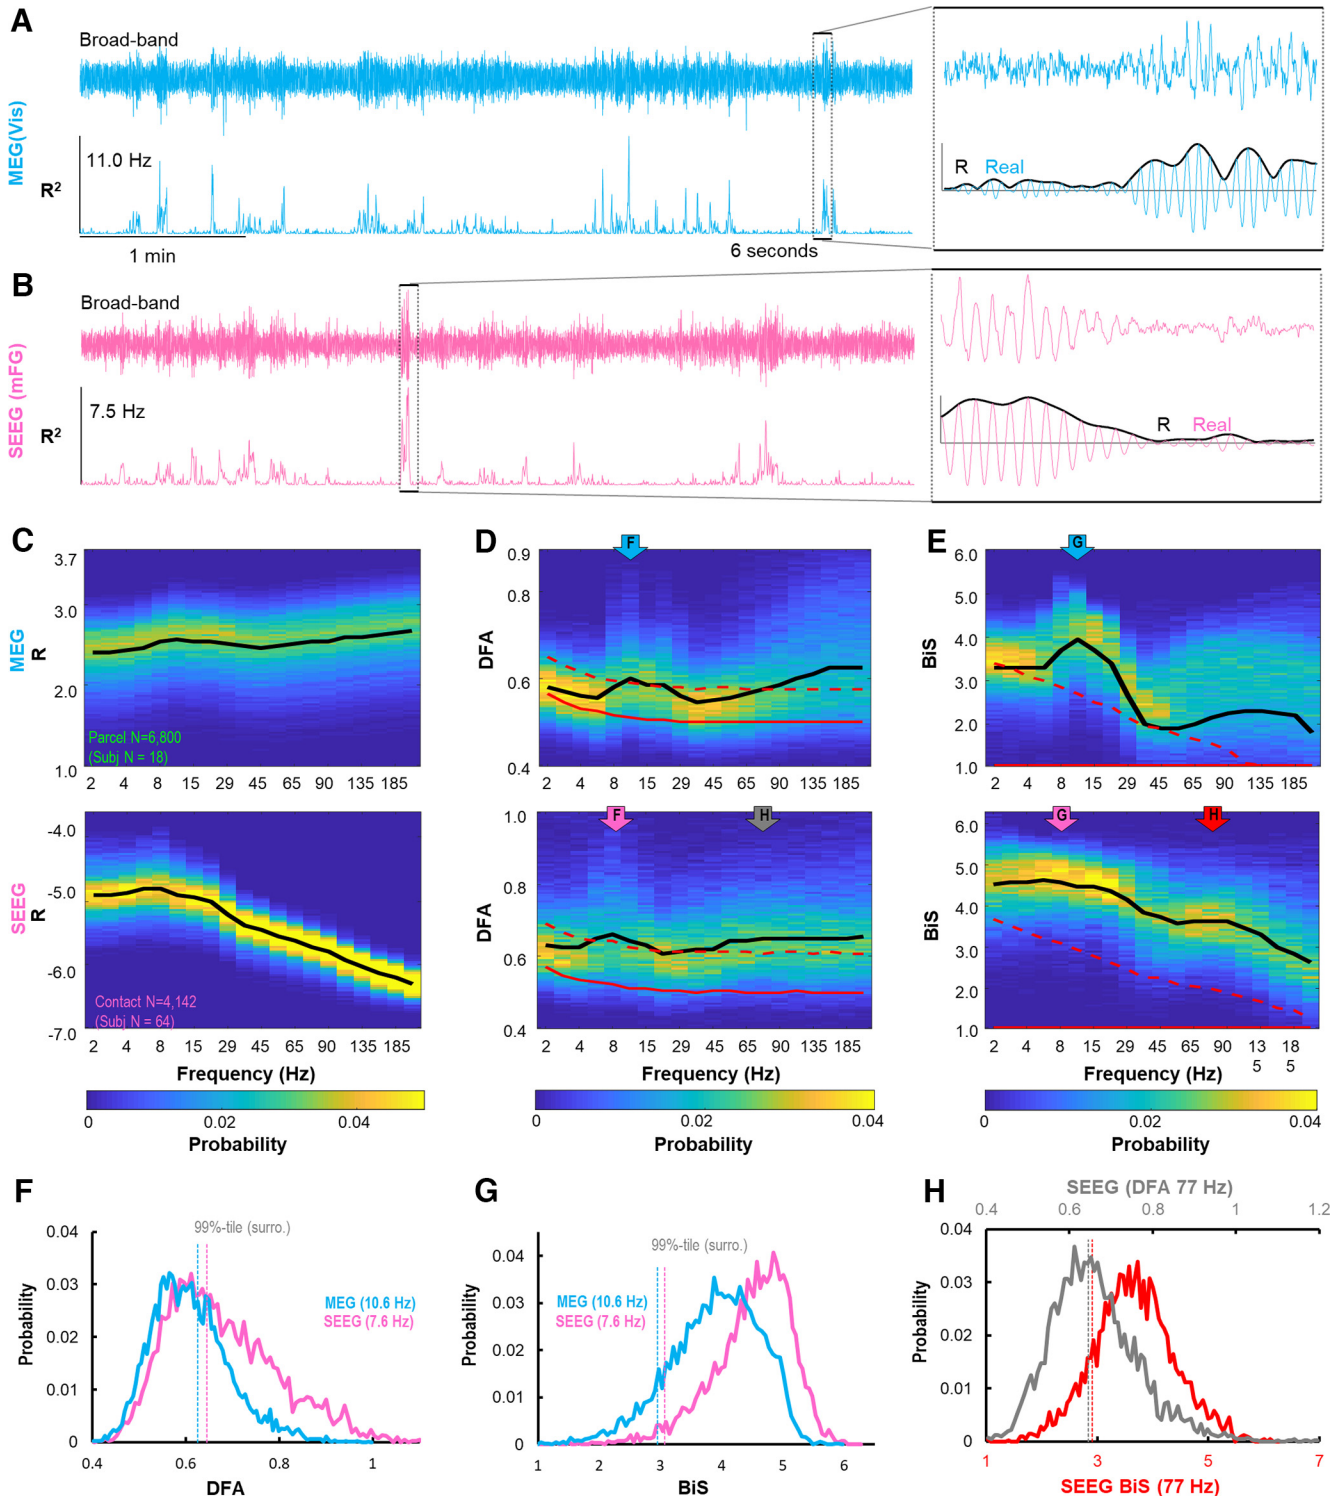 A
Broad-band
MEG(Vis)
R²
11.0 Hz
1 min
6 seconds
R Real
B
Broad-band
SEEG (mFG)
R²
7.5 Hz
R Real
C
MEG
R
3.7
3.0
2.0
1.0
Parcel N=6,800
(Subj N = 18)
2 4 8 15 29 45 65 90 135 185
D
F
DFA
0.9
0.8
0.6
0.4
2 4 8 15 29 45 65 90 135 185
E
G
BiS
6.0
5.0
4.0
3.0
2.0
1.0
2 4 8 15 29 45 65 90 135 185
SEEG
R
-4.0
-5.0
-6.0
-7.0
Contact N=4,142
(Subj N = 64)
2 4 8 15 29 45 65 90 135 185
Frequency (Hz)
0 0.02 0.04
Probability
F H
DFA
1.0
0.8
0.6
0.4
2 4 8 15 29 45 65 90 135 185
Frequency (Hz)
0 0.02 0.04
Probability
G H
BiS
6.0
5.0
4.0
3.0
2.0
1.0
2 4 8 15 29 45 65 90 13 18
5 5
Frequency (Hz)
0 0.02 0.04
Probability
F
99%-tile (surro.)
Probability
0.04
0.03
0.02
0.01
0
MEG (10.6 Hz)
SEEG (7.6 Hz)
0.4 0.6 0.8 1
DFA
G
99%-tile (surro.)
Probability
0.04
0.03
0.02
0.01
0
MEG (10.6 Hz)
SEEG (7.6 Hz)
1 2 3 4 5 6
BiS
H
SEEG (DFA 77 Hz)
0.4 0.6 0.8 1 1.2
Probability
0.04
0.03
0.02
0.01
0
1 3 5 7
SEEG BiS (77 Hz)